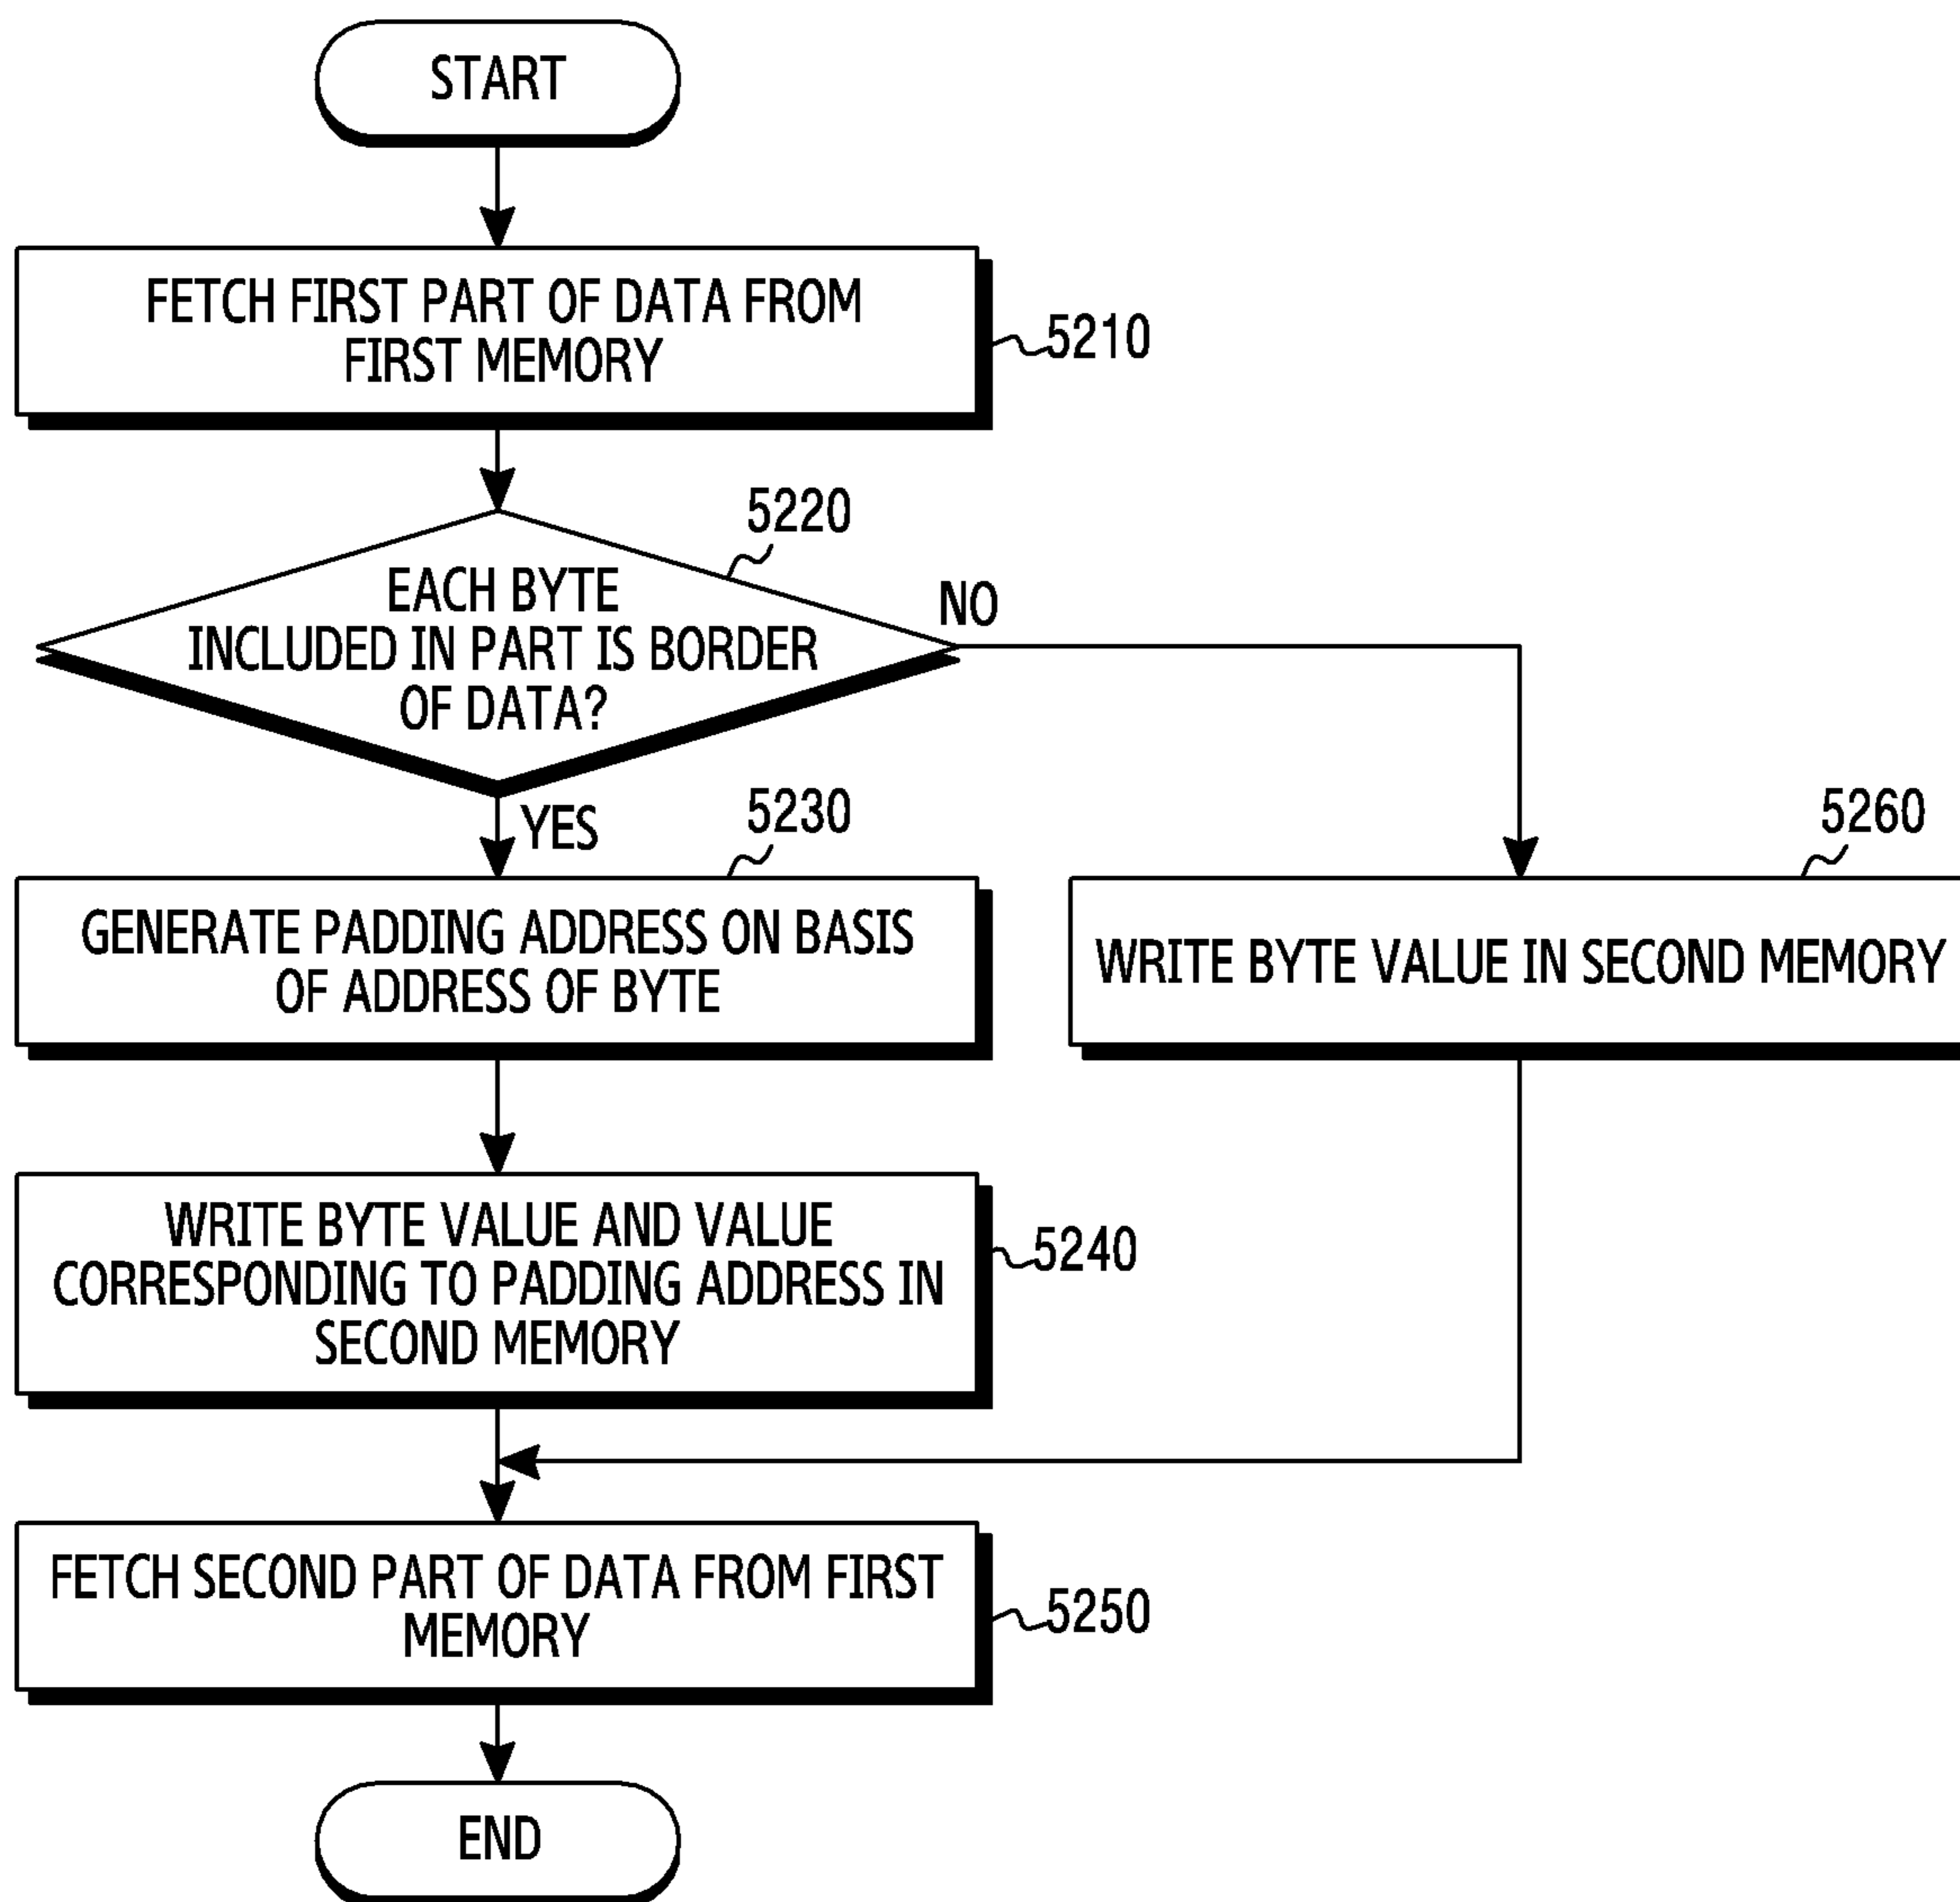 START
FETCH FIRST PART OF DATA FROM
FIRST MEMORY
5210
5220
EACH BYTE
INCLUDED IN PART IS BORDER
OF DATA?
NO
YES
5230
GENERATE PADDING ADDRESS ON BASIS
OF ADDRESS OF BYTE
5260
WRITE BYTE VALUE IN SECOND MEMORY
WRITE BYTE VALUE AND VALUE
CORRESPONDING TO PADDING ADDRESS IN
SECOND MEMORY
5240
FETCH SECOND PART OF DATA FROM FIRST
MEMORY
5250
END